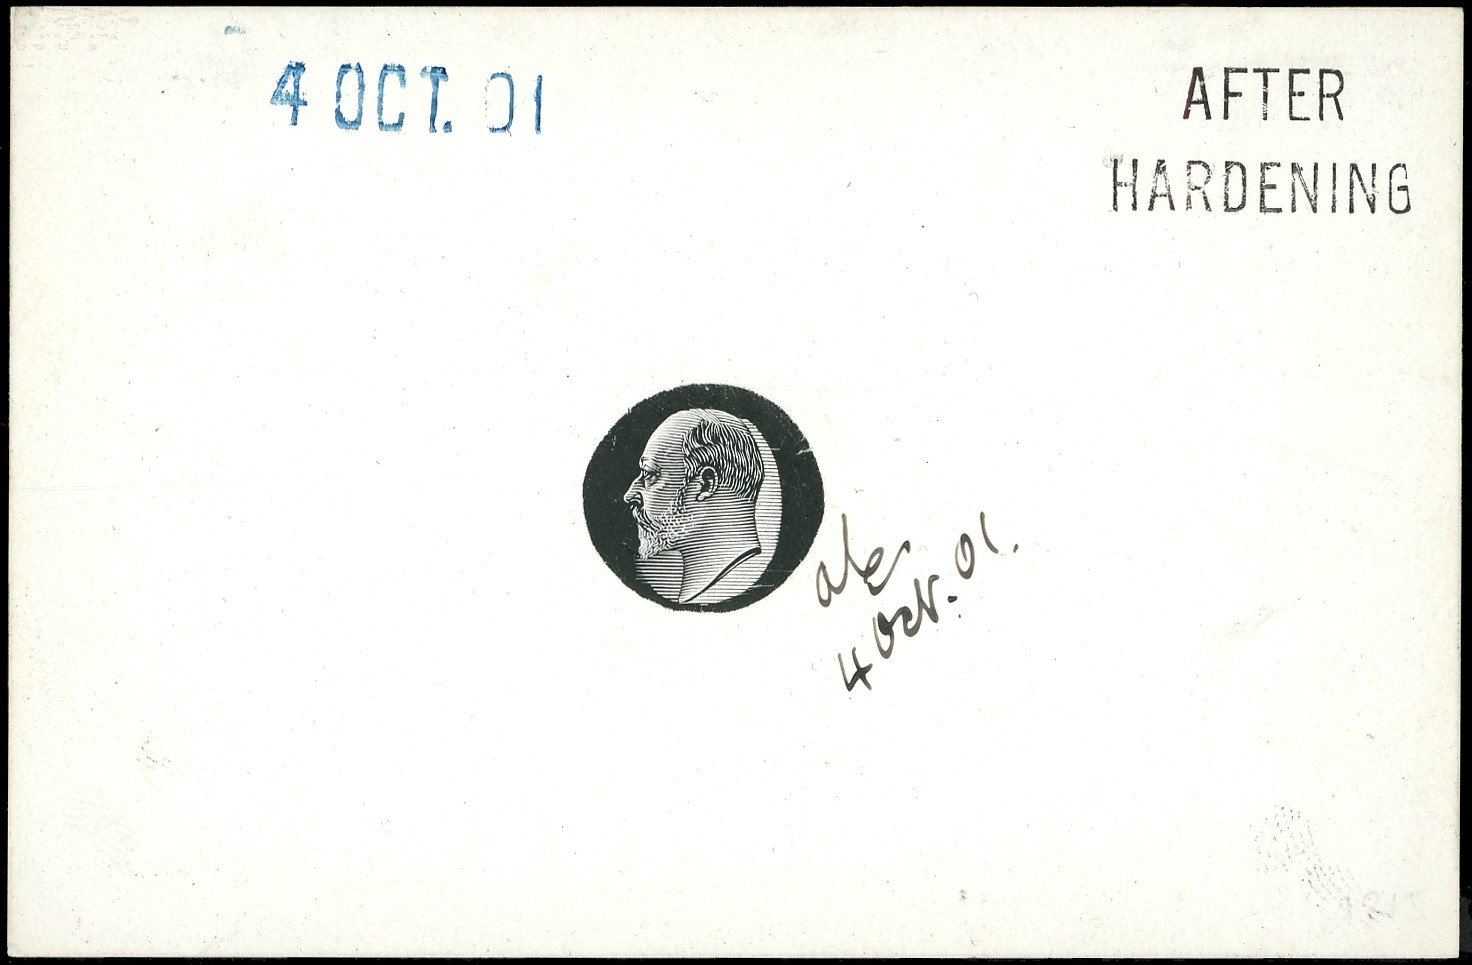 4 OCT. 01
AFTER
HARDENING
4 Oct. 01.